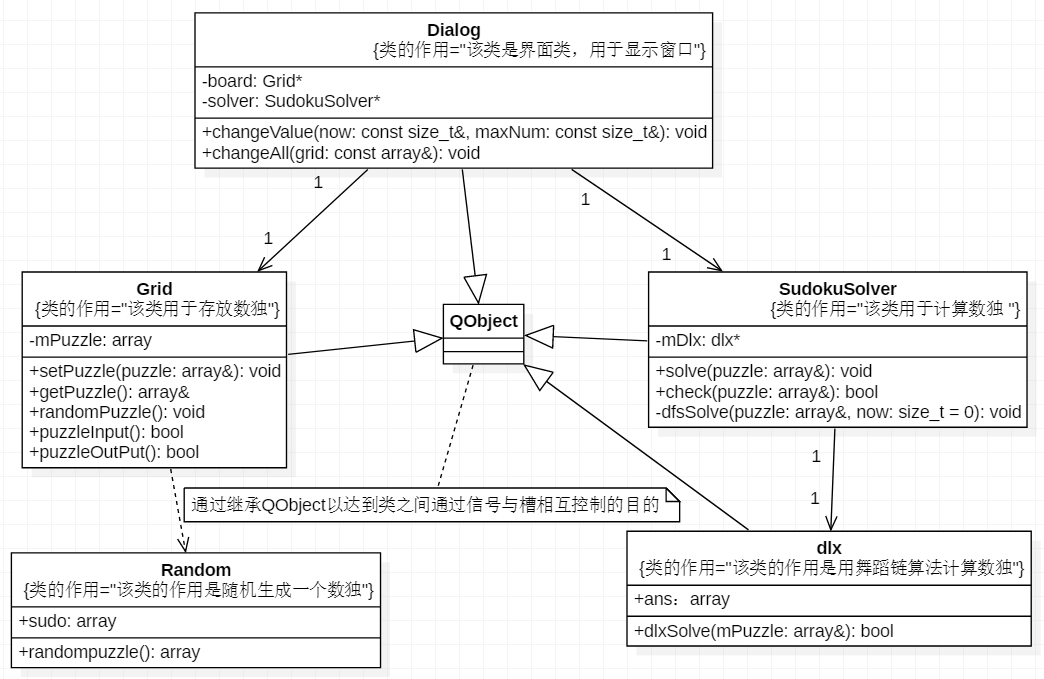 Dialog
{类的作用="该类是界面类，用于显示窗口"}
-board: Grid*
-solver: SudokuSolver*
+changeValue(now: const size_t&, maxNum: const size_t&): void
+changeAll(grid: const array&): void
1
1
1
1
Grid
{类的作用="该类用于存放数独"}
-mPuzzle: array
+setPuzzle(puzzle: array&): void
+getPuzzle(): array&
+randomPuzzle(): void
+puzzleInput(): bool
+puzzleOutPut(): bool
QObject
SudokuSolver
{类的作用="该类用于计算数独 "}
-mDlx: dlx*
+solve(puzzle: array&): void
+check(puzzle: array&): bool
-dfsSolve(puzzle: array&, now: size_t = 0): void
1
1
通过继承QObject以达到类之间通过信号与槽相互控制的目的
Random
{类的作用="该类的作用是随机生成一个数独"}
+sudo: array
+randompuzzle(): array
dlx
{类的作用="该类的作用是用舞蹈链算法计算数独"}
+ans：array
+dlxSolve(mPuzzle: array&): bool